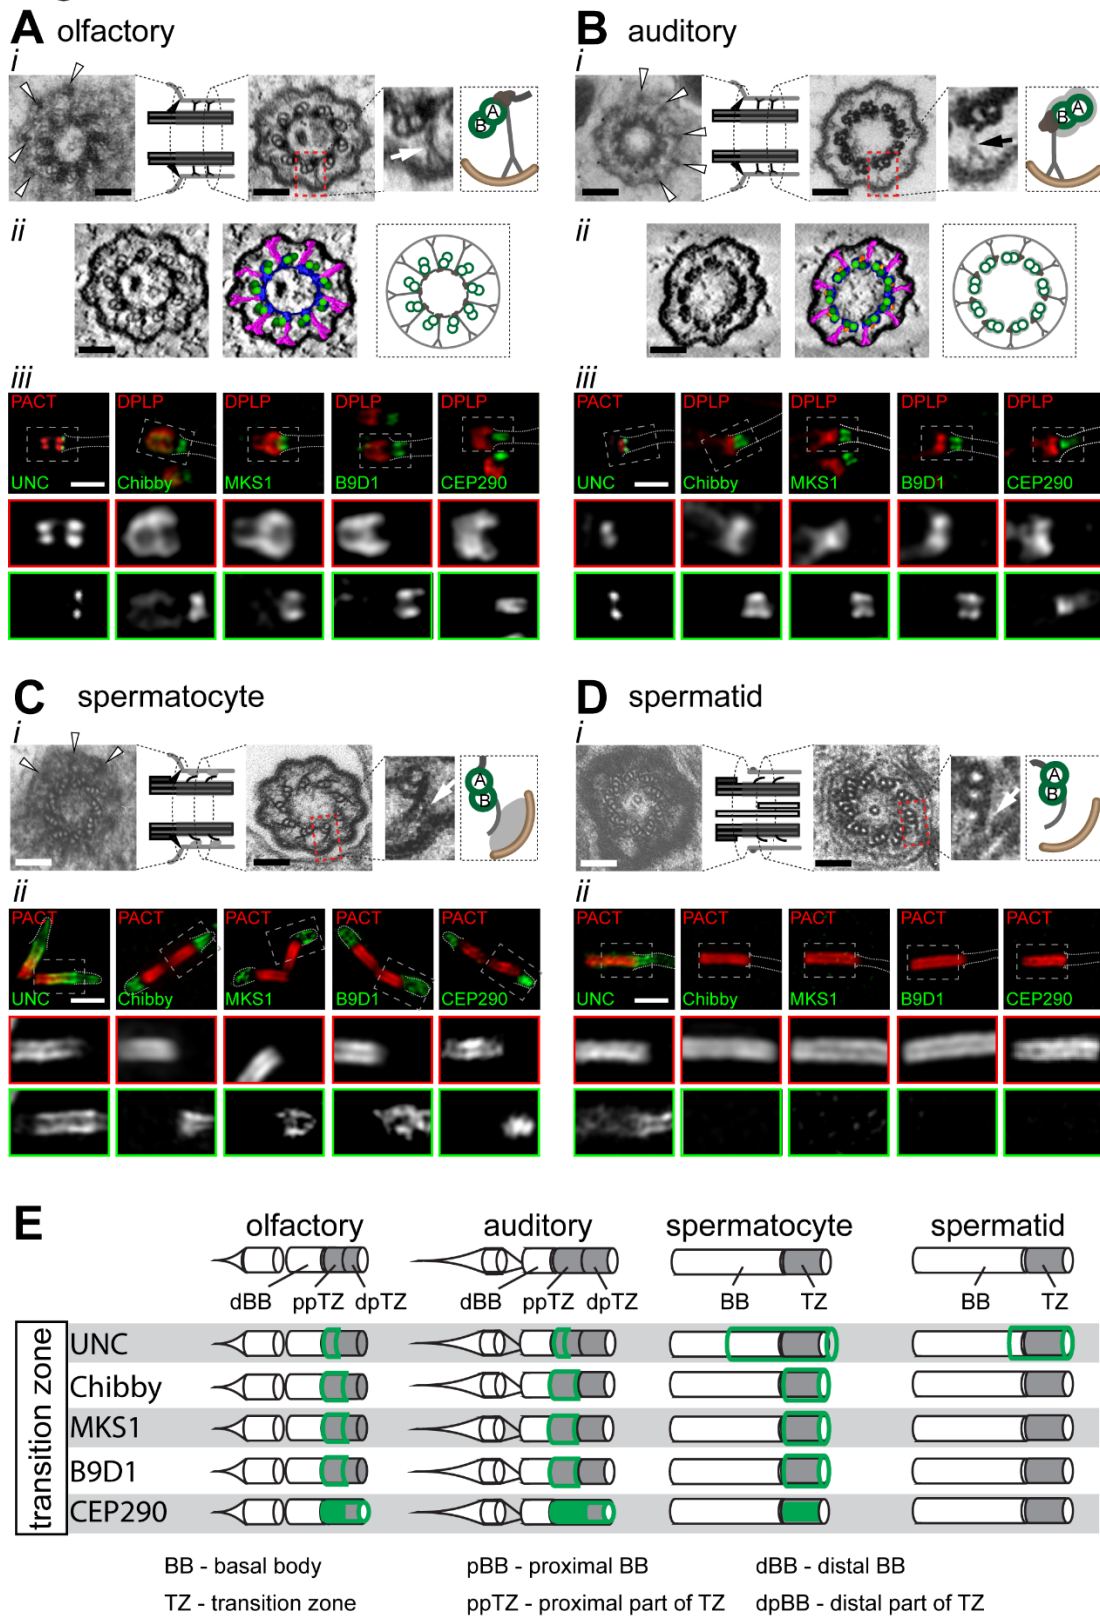 A olfactory
i
A
B
ii
iii
PACT DPLP DPLP DPLP DPLP
UNC Chibby MKS1 B9D1 CEP290
B auditory
i
A
B
ii
iii
PACT DPLP DPLP DPLP DPLP
UNC Chibby MKS1 B9D1 CEP290
C spermatocyte
i
A
B
ii
PACT PACT PACT PACT PACT
UNC Chibby MKS1 B9D1 CEP290
D spermatid
i
A
B
ii
PACT PACT PACT PACT PACT
UNC Chibby MKS1 B9D1 CEP290
E
olfactory auditory spermatocyte spermatid
dBB ppTZ dpTZ dBB ppTZ dpTZ BB TZ BB TZ
transition zone
UNC
Chibby
MKS1
B9D1
CEP290
BB - basal body pBB - proximal BB dBB - distal BB
TZ - transition zone ppTZ - proximal part of TZ dpBB - distal part of TZ